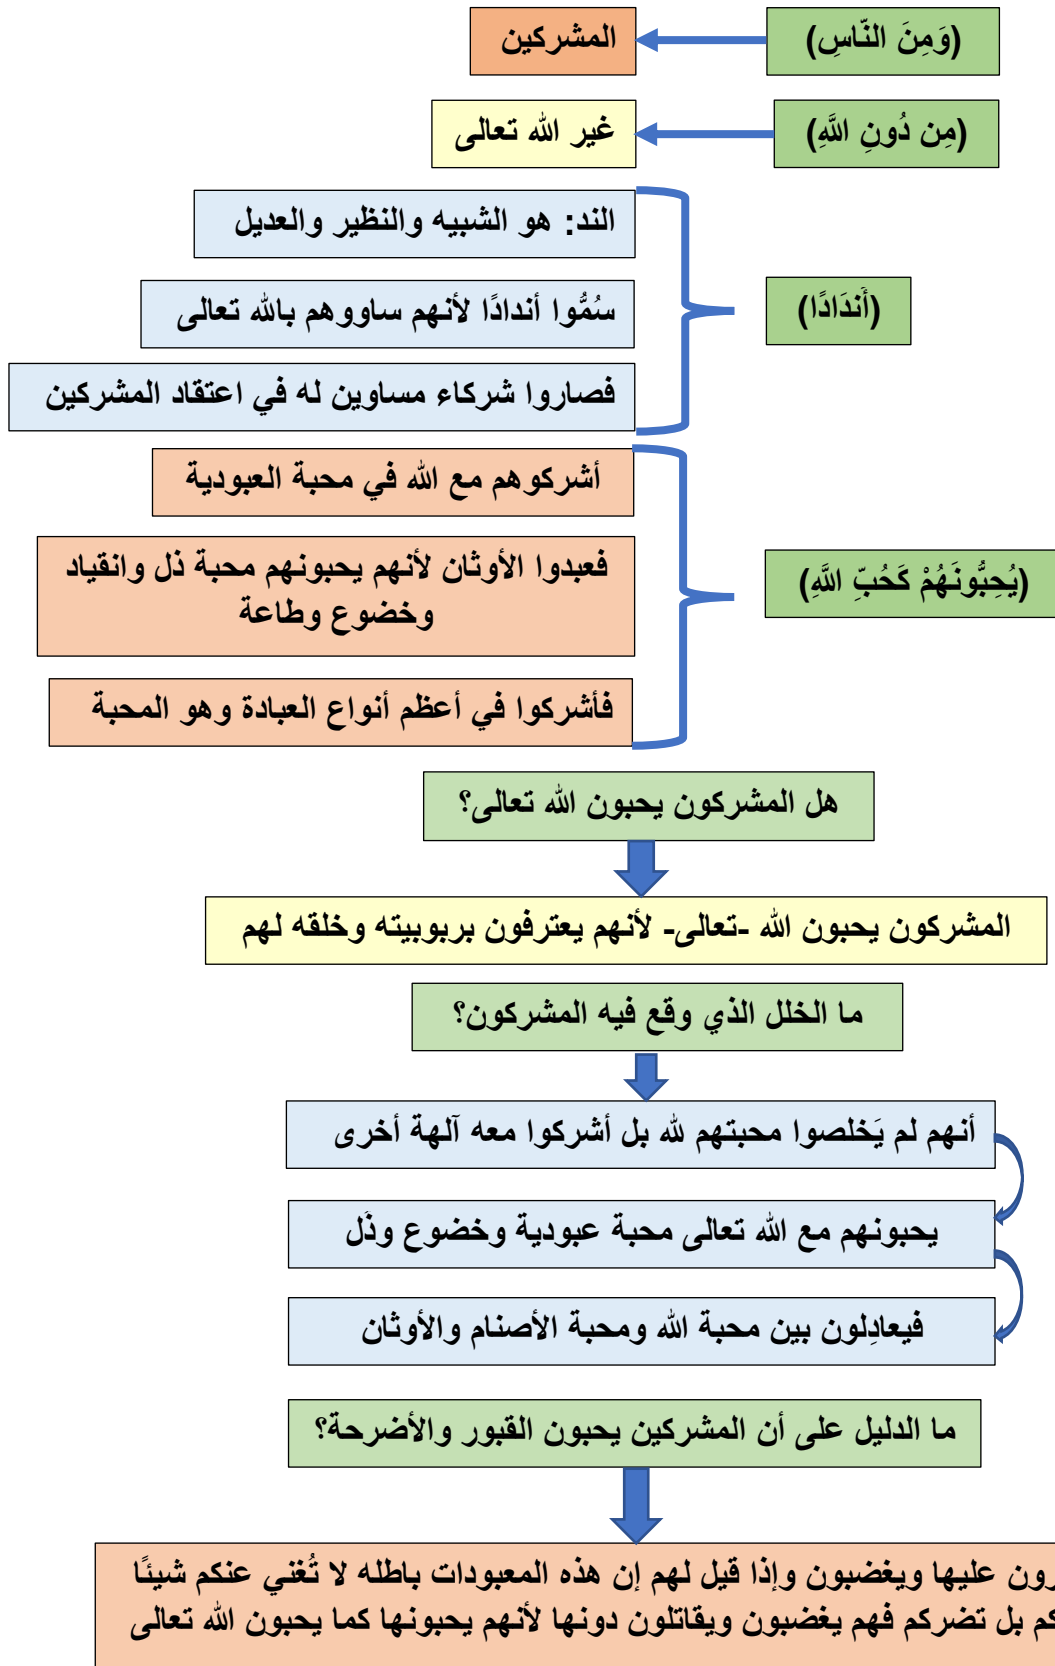 (وَمِنَ النّاسِ)
المشركين
(مِن دُونِ اللَّهِ)
غير الله تعالى
(أَندَادًا)
الند: هو الشبيه والنظير والعديل
سُمُّوا أندادًا لأنهم ساووهم بالله تعالى
فصاروا شركاء مساوين له في اعتقاد المشركين
(يُحِبُّونَهُمْ كَحُبِّ اللَّهِ)
أشركوهم مع الله في محبة العبودية
فعبدوا الأوثان لأنهم يحبونهم محبة ذل وانقياد
وخضوع وطاعة
فأشركوا في أعظم أنواع العبادة وهو المحبة
هل المشركون يحبون الله تعالى؟
المشركون يحبون الله -تعالى- لأنهم يعترفون بربوبيته وخلقه لهم
ما الخلل الذي وقع فيه المشركون؟
أنهم لم يَخلصوا محبتهم لله بل أشركوا معه آلهة أخرى
يحبونهم مع الله تعالى محبة عبودية وخضوع وذَل
فيعادِلون بين محبة الله ومحبة الأصنام والأوثان
ما الدليل على أن المشركين يحبون القبور والأضرحة؟
رون عليها ويغضبون وإذا قيل لهم إن هذه المعبودات باطله لا تُغني عنكم شيئًا
كم بل تضركم فهم يغضبون ويقاتلون دونها لأنهم يحبونها كما يحبون الله تعالى